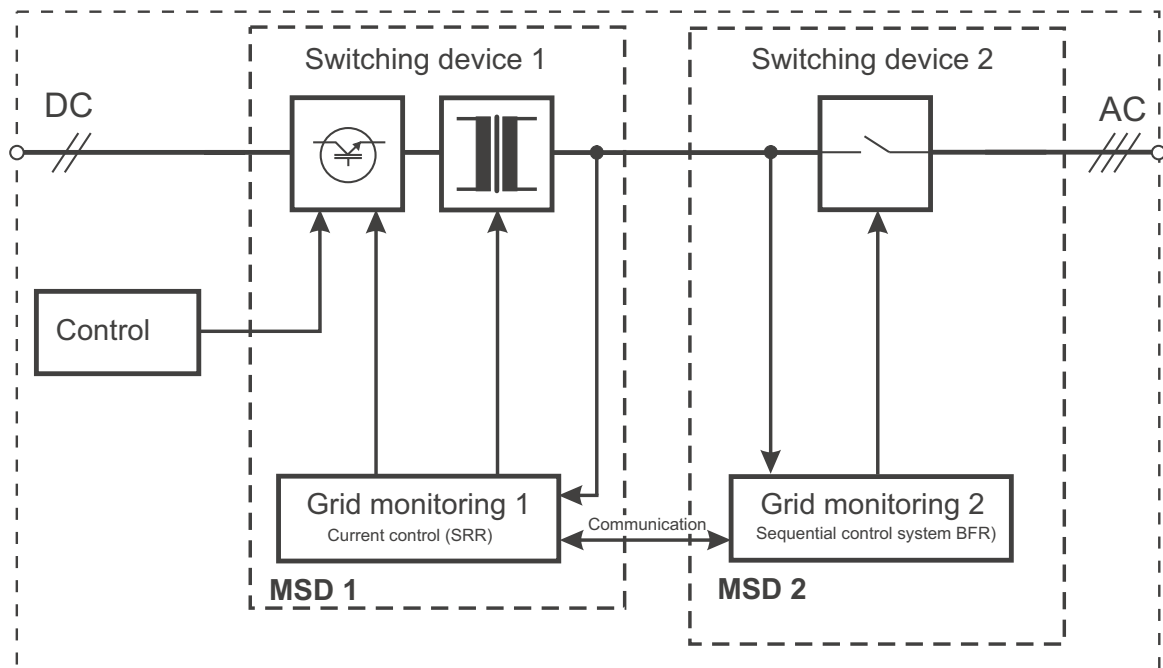 Switching device 1
Switching device 2
DC
AC
Control
Grid monitoring 1
Current control (SRR)
Communication
Grid monitoring 2
Sequential control system BFR)
MSD 1
MSD 2